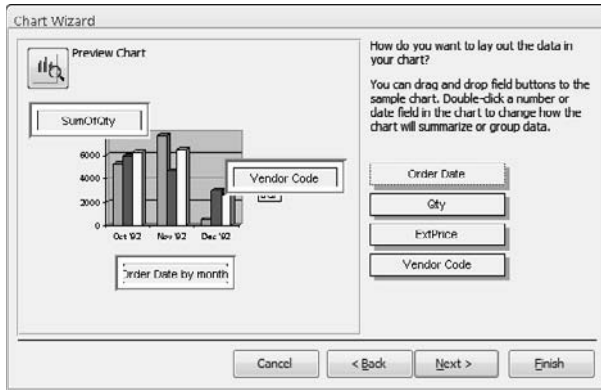 Chart Wizard
Preview Chart
How do you want to lay out the data in
your chart?
You can drag and drop field buttons to the
sample chart. Double-click a number or
date field in the chart to change how the
chart will summarize or group data.
SumOfQty
6000
4000
2000
0
Oct '92 Nov '92 Dec '92
Vendor Code
Order Date by month
Order Date
Qty
ExtPrice
Vendor Code
Cancel
< Back
Next >
Finish